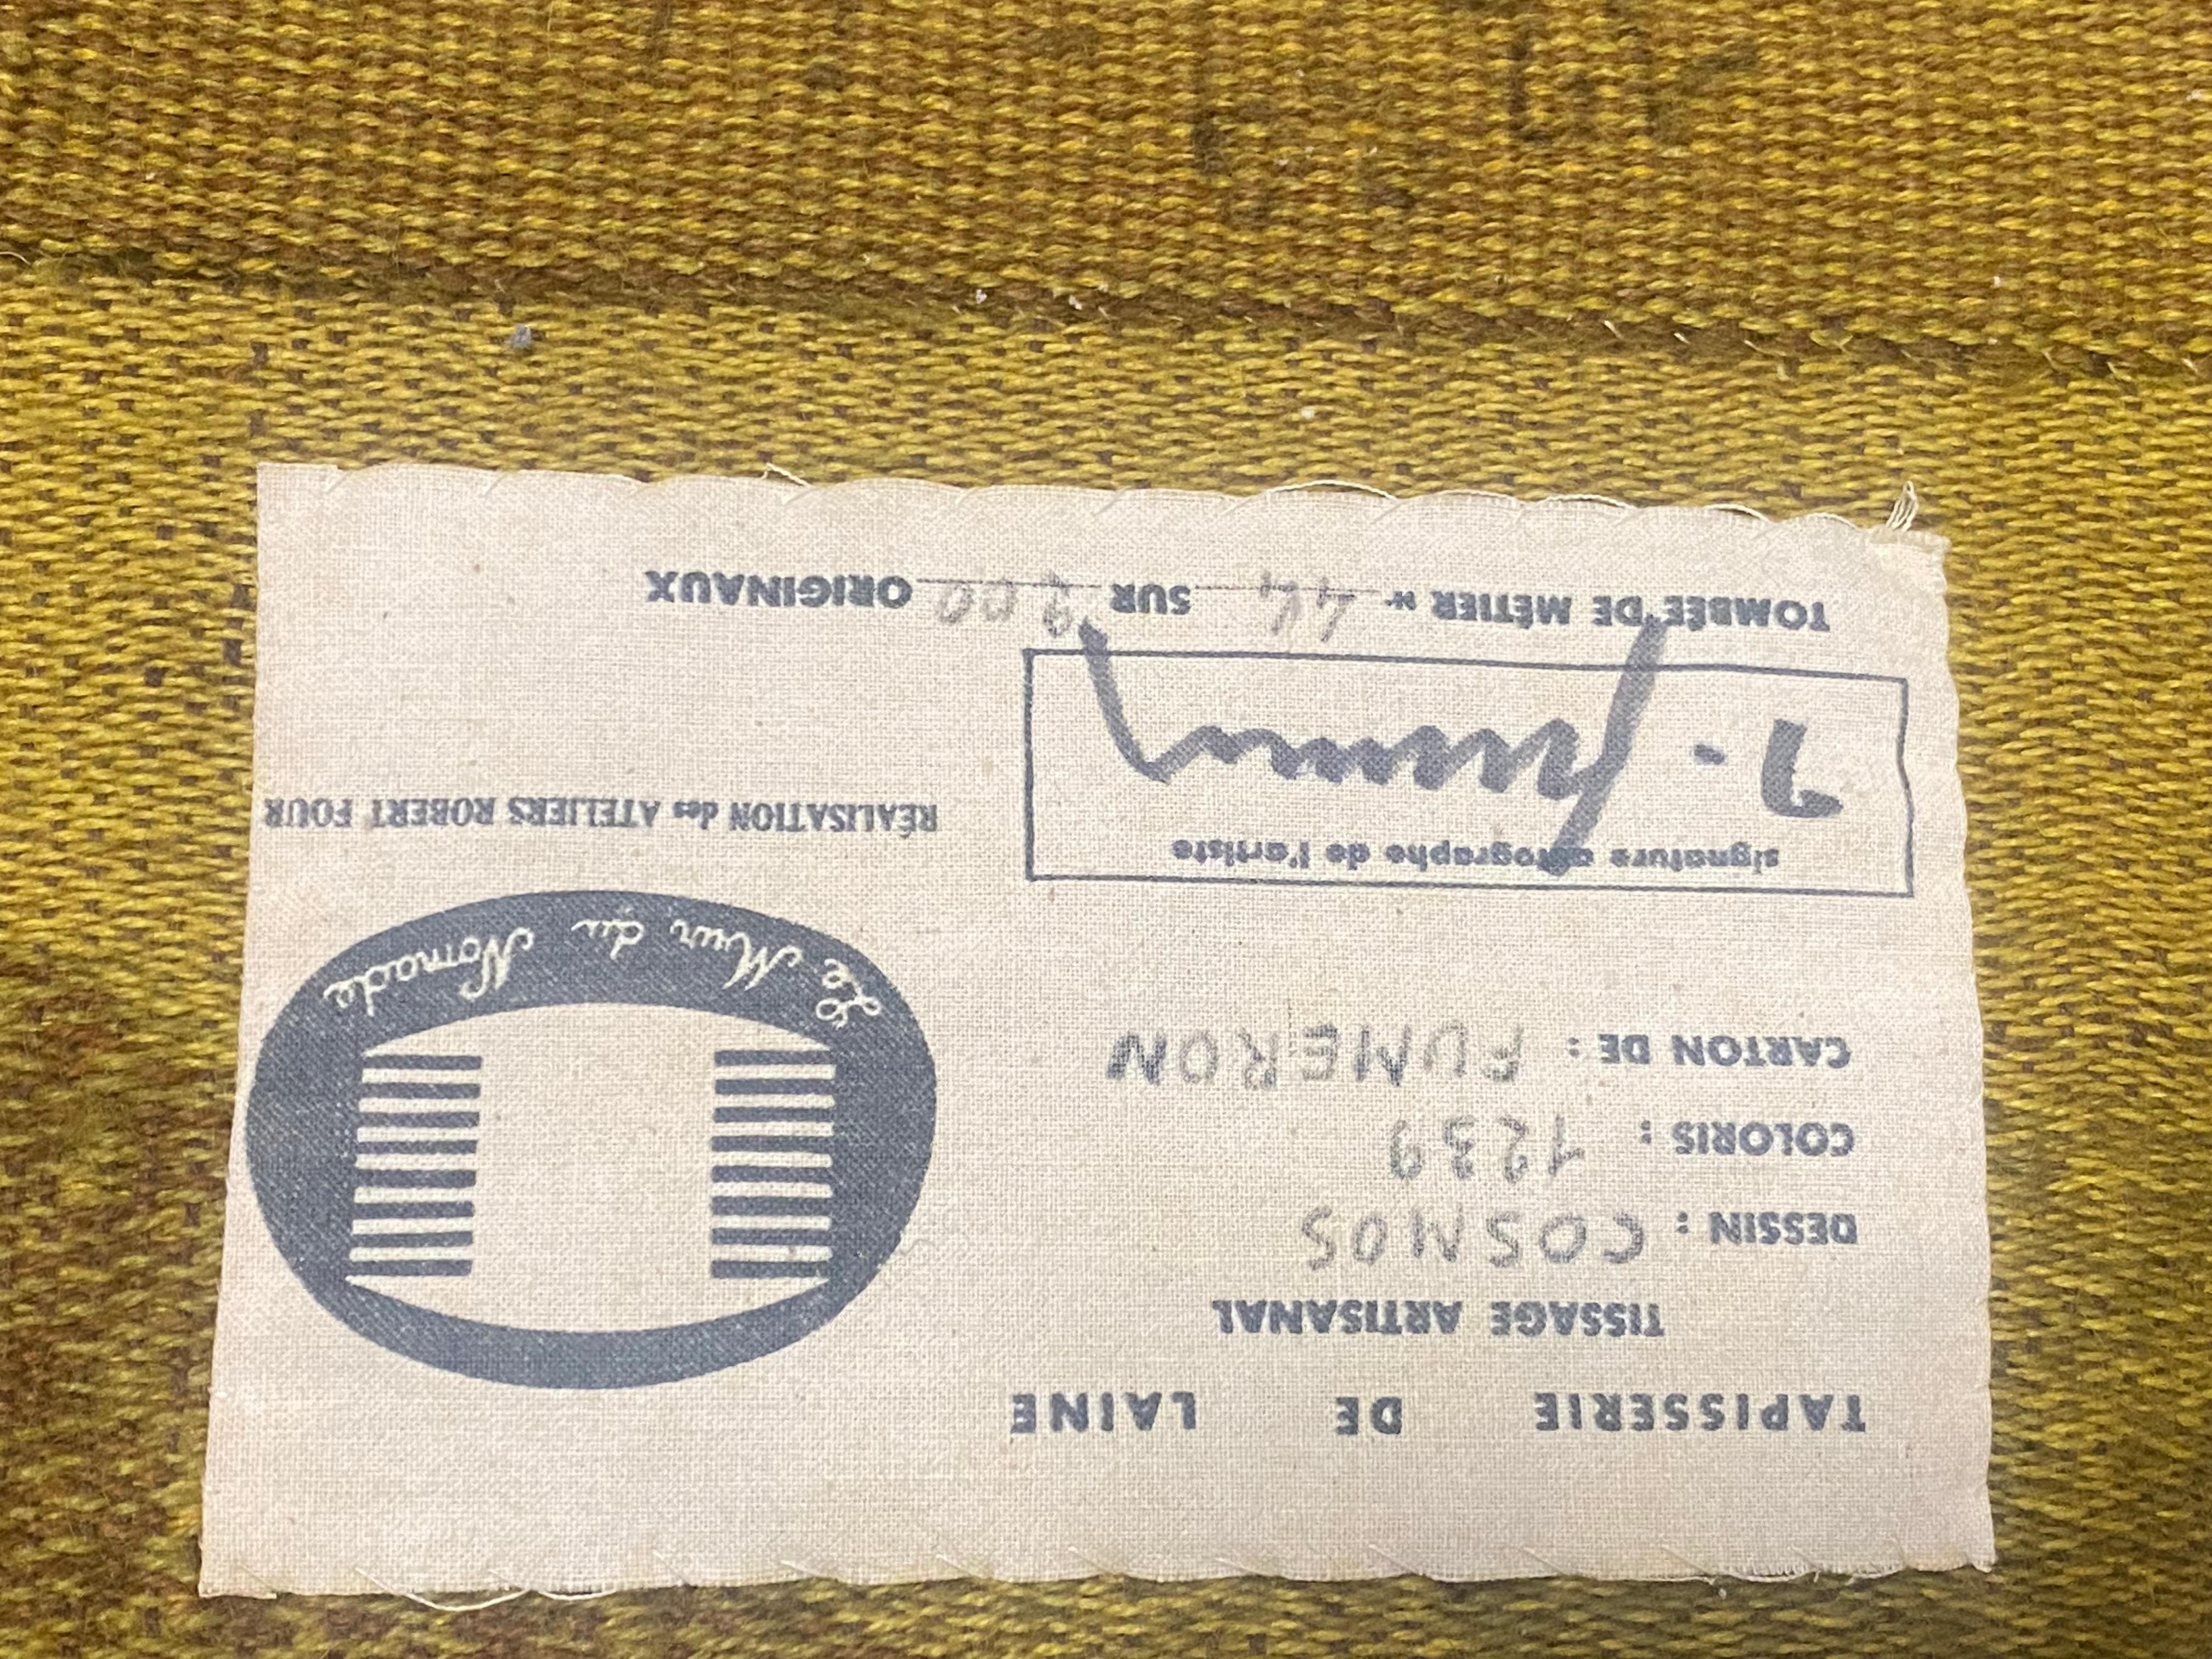 TAPISSERIE DE LAINE
TISSAGE ARTISANAL
DESSIN : COSMOS
COLORIS : 1239
CARTON DE : FUMERON
signature autographe de l'artiste
TOMBÉE DE MÉTIER N° 44 SUR ORIGINAUX
Le Mur du Nomade
RÉALISATION des ATELIERS ROBERT FOUR